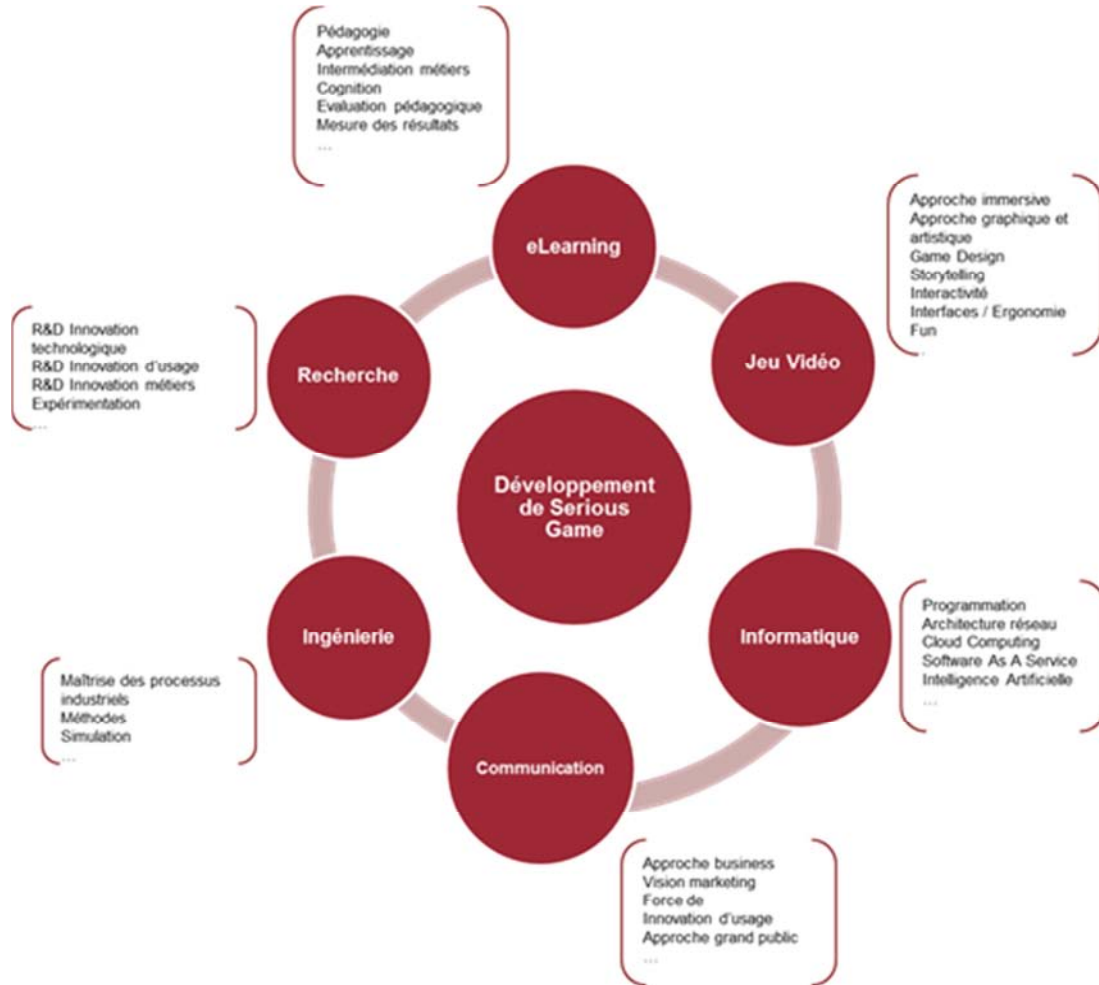 Pédagogie
Apprentissage
Intermédiation métiers
Cognition
Evaluation pédagogique
Mesure des résultats
…
eLearning
Approche immersive
Approche graphique et
artistique
Game Design
Storytelling
Interactivité
Interfaces / Ergonomie
Fun
Jeu Vidéo
R&D Innovation
technologique
R&D Innovation d'usage
R&D Innovation métiers
Expérimentation
…
Recherche
Développement
de Serious
Game
Programmation
Architecture réseau
Cloud Computing
Software As A Service
Intelligence Artificielle
…
Informatique
Ingénierie
Maîtrise des processus
industriels
Méthodes
Simulation
…
Communication
Approche business
Vision marketing
Force de
Innovation d'usage
Approche grand public
…